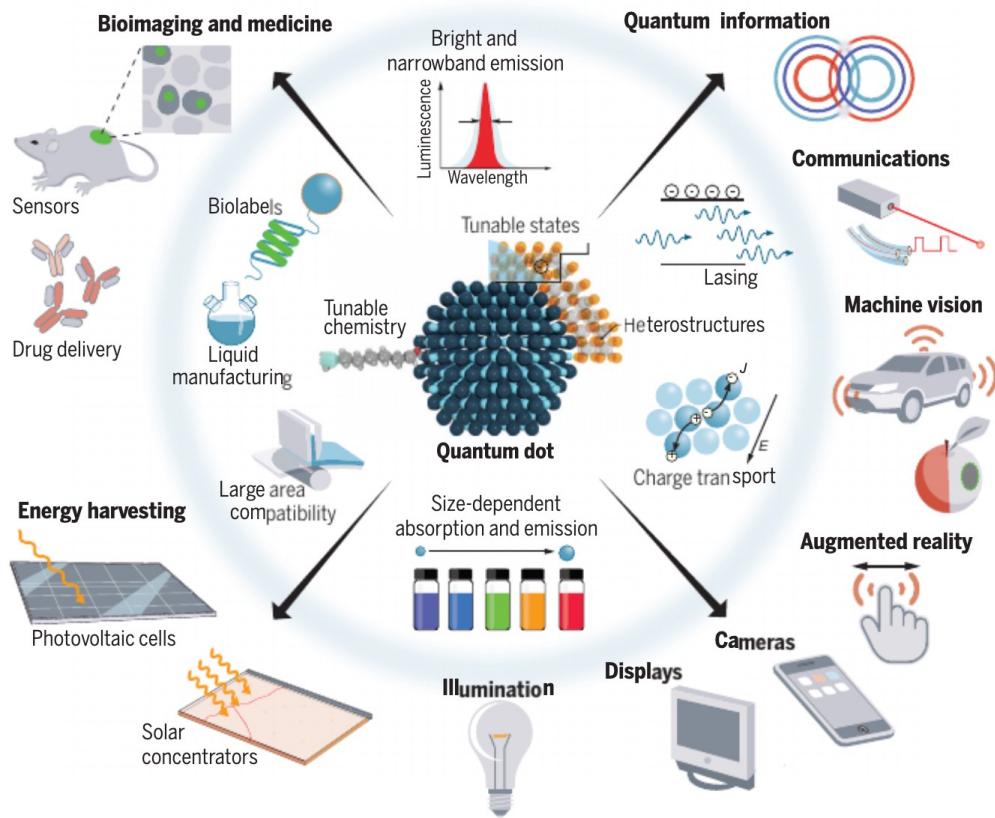 Bioimaging and medicine
Sensors
Drug delivery
Biolabels
Liquid
manufacturing
Tunable
chemistry
Large area
compatibility
Bright and
narrowband emission
Luminescence
Wavelength
Tunable states
Heterostructures
Quantum dot
Size-dependent
absorption and emission
Lasing
J
E
Charge transport
Quantum information
Communications
Machine vision
Augmented reality
Cameras
Displays
Illumination
Energy harvesting
Photovoltaic cells
Solar
concentrators